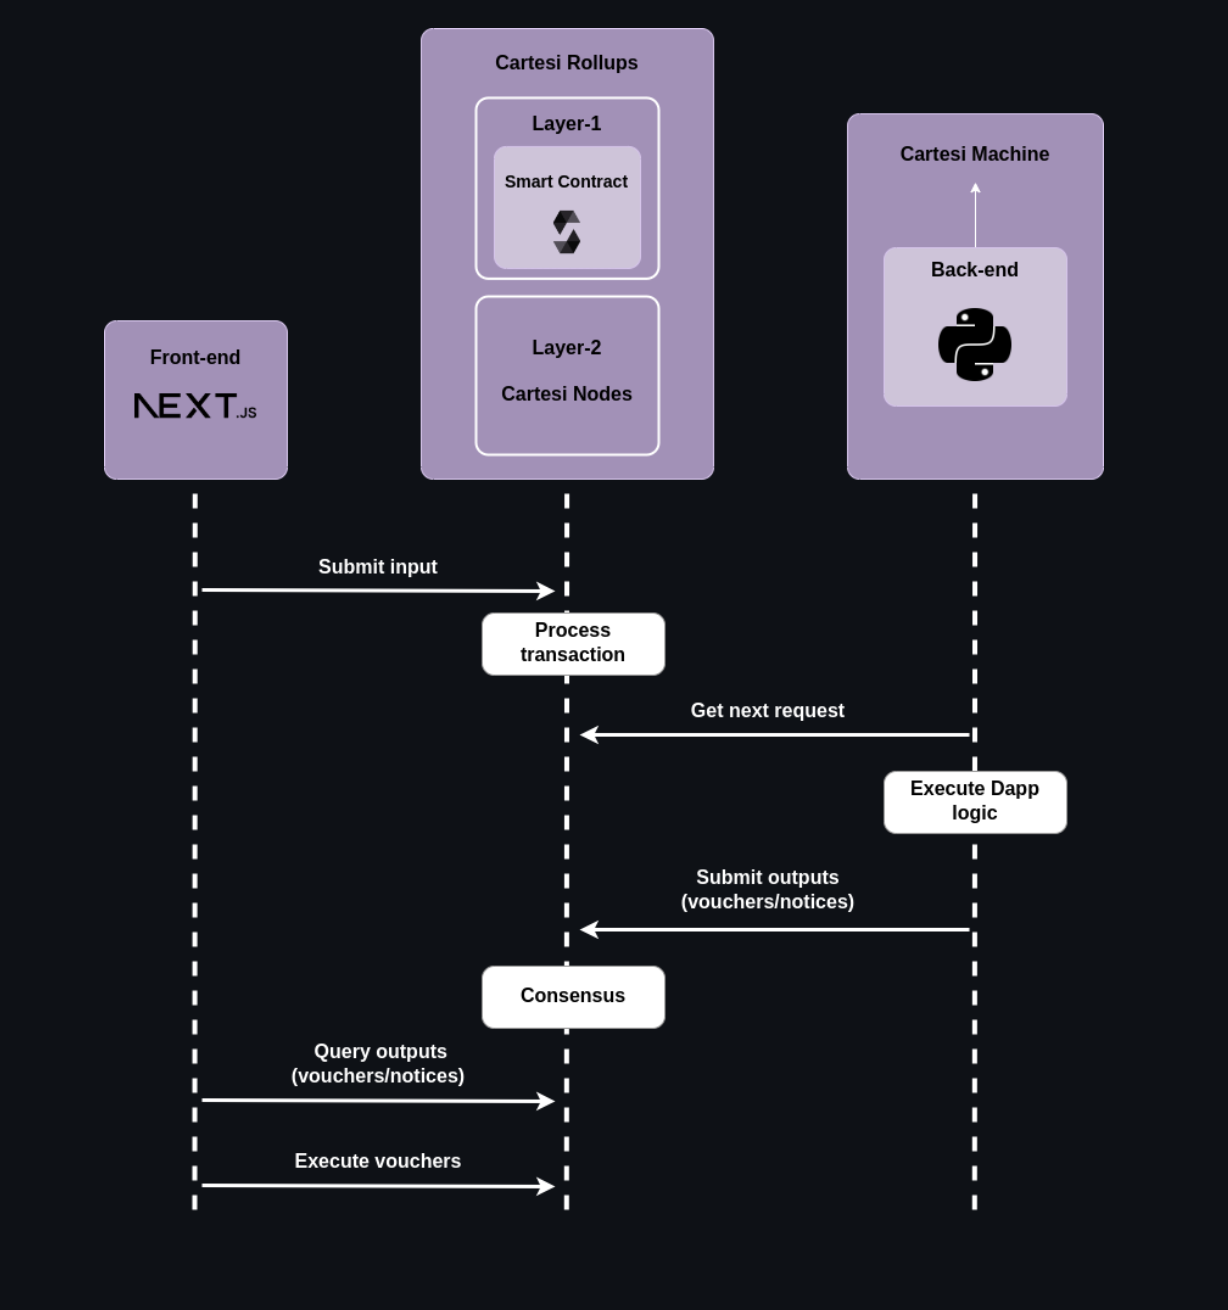 Cartesi Rollups
Layer-1
Smart Contract
Layer-2
Cartesi Nodes
Cartesi Machine
Back-end
Front-end
NEXT.JS
Submit input
Process
transaction
Get next request
Execute Dapp
logic
Submit outputs
(vouchers/notices)
Consensus
Query outputs
(vouchers/notices)
Execute vouchers